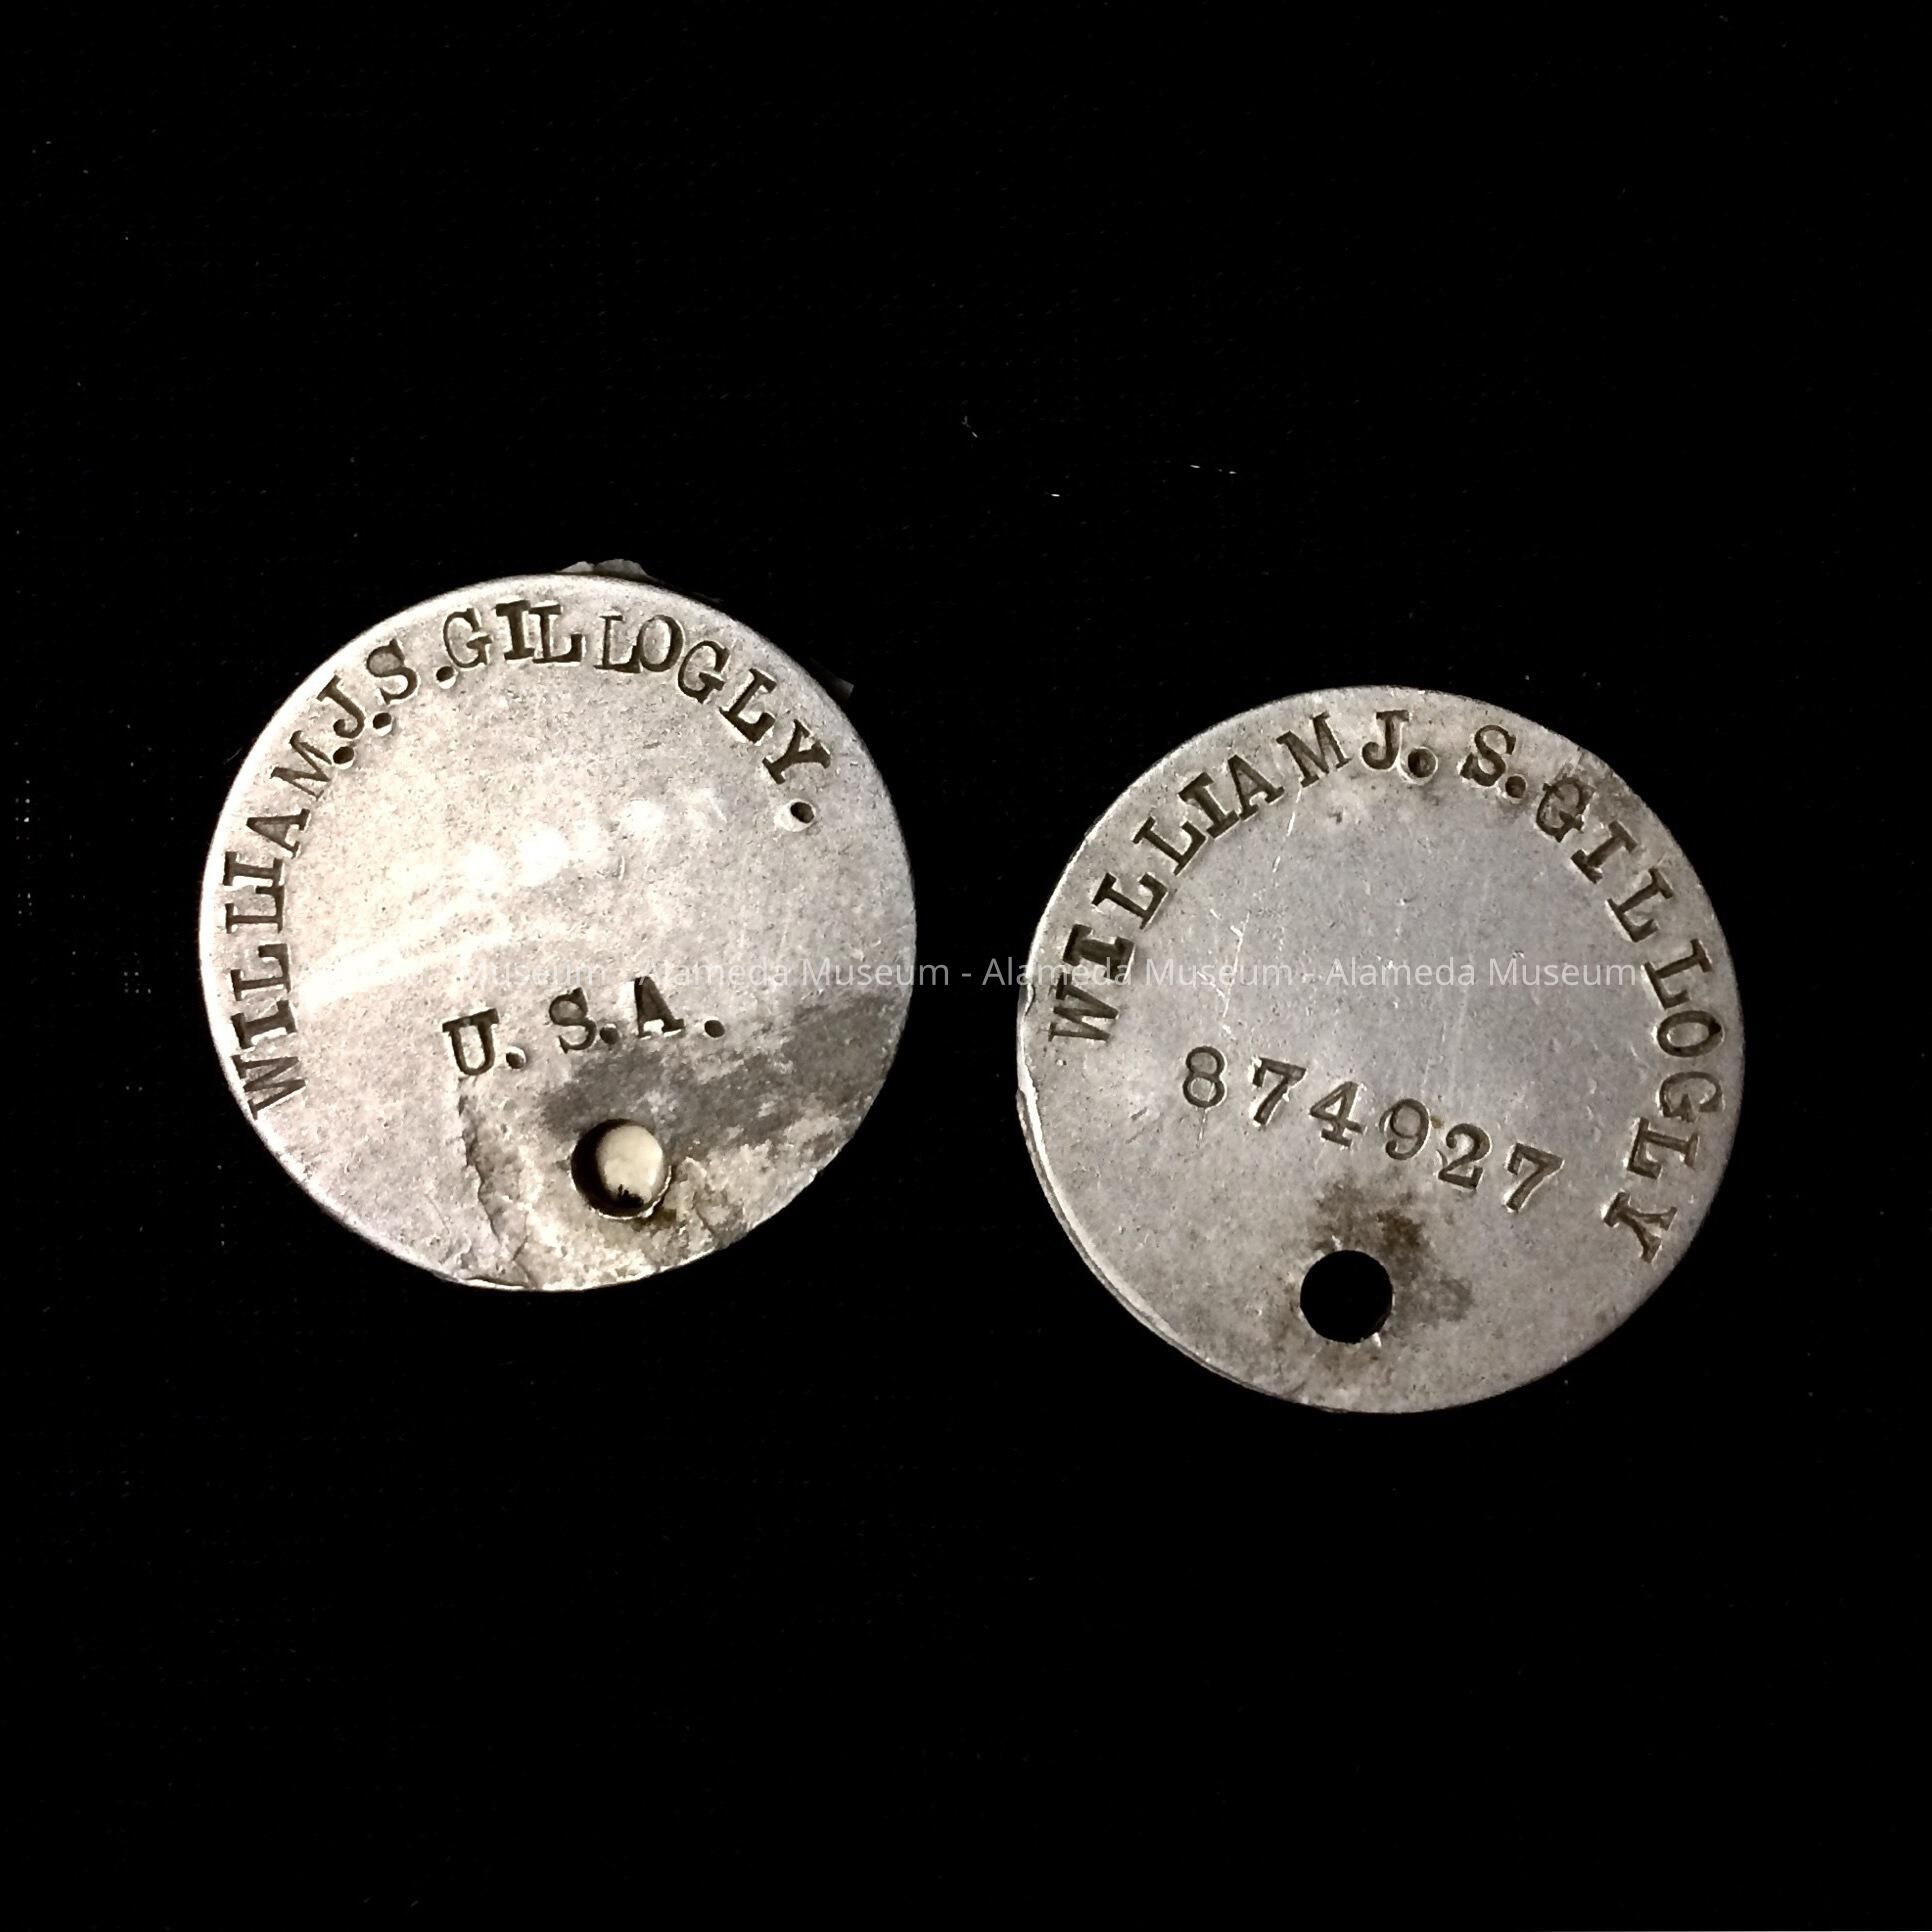 WILLIAM.J.S.GILLOGLY.
U.S.A.
WILLIAM J. S. GILLOGLY
874927
Museum - Alameda Museum - Alameda Museum - Alameda Museum